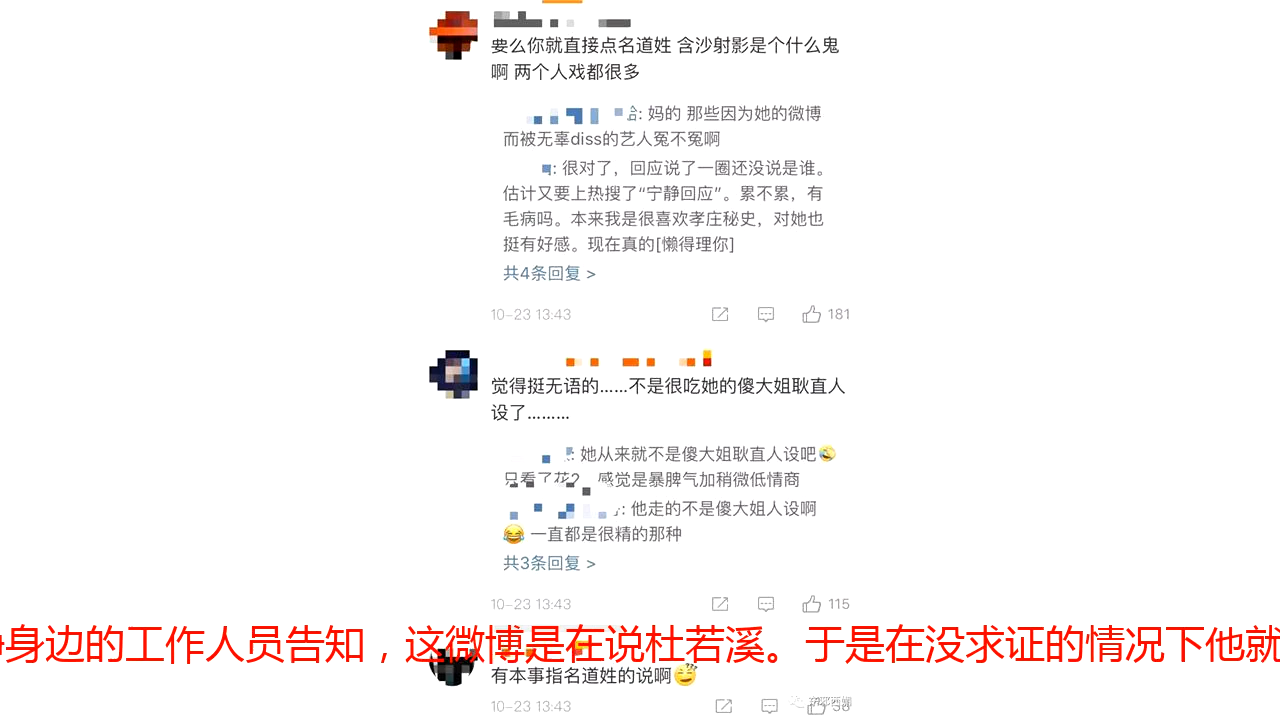 要么你就直接点名道姓 含沙射影是个什么鬼
啊 两个人戏都很多
: 妈的 那些因为她的微博
而被无辜diss的艺人冤不冤啊
: 很对了，回应说了一圈还没说是谁。
估计又要上热搜了“宁静回应”。累不累，有
毛病吗。本来我是很喜欢孝庄秘史，对她也
挺有好感。现在真的[懒得理你]
共4条回复 >
10-23 13:43 181
觉得挺无语的……不是很吃她的傻大姐耿直人
设了………
: 她从来就不是傻大姐耿直人设吧🤣
只看了花2 感觉是暴脾气加稍微低情商
: 他走的不是傻大姐人设啊
😂 一直都是很精的那种
共3条回复 >
10-23 13:43 115
身边的工作人员告知，这微博是在说杜若溪。于是在没求证的情况下他就
有本事指名道姓的说啊😴
10-23 13:43 58